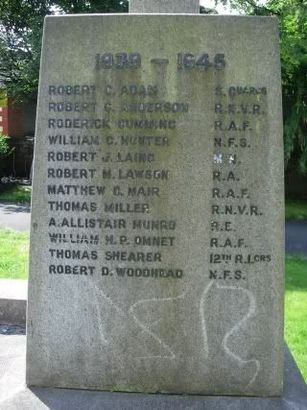 1939 - 1945
ROBERT C. ADAM S. GUARDS
ROBERT C. ANDERSON R.N.V.R.
RODERICK CUMMING R.A.F.
WILLIAM C. HUNTER N.F.S.
ROBERT J. LAING M.N.
ROBERT M. LAWSON R.A.
MATTHEW C. MAIR R.A.F.
THOMAS MILLER R.N.V.R.
A. ALLISTAIR MUNRO R.E.
WILLIAM H.P. OMNET R.A.F.
THOMAS SHEARER 12TH R.LCRS
ROBERT D. WOODHEAD N.F.S.